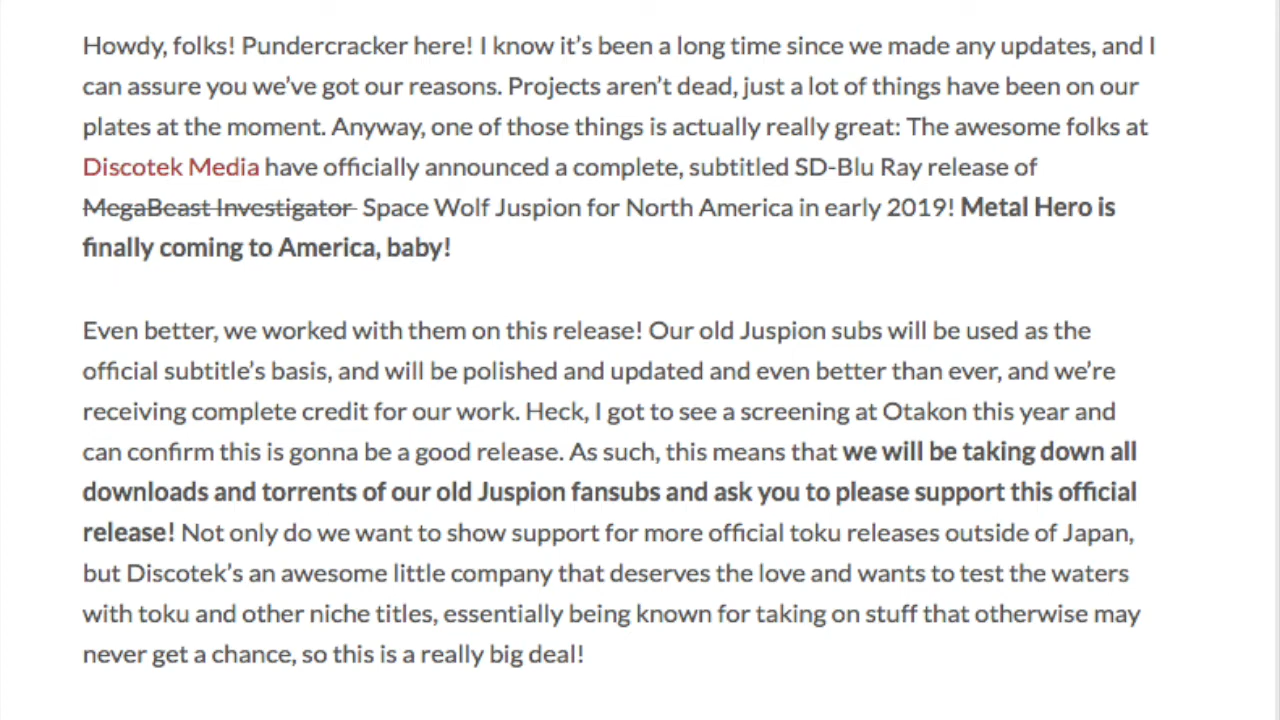 Howdy, folks! Pundercracker here! I know it’s been a long time since we made any updates, and I
can assure you we’ve got our reasons. Projects aren’t dead, just a lot of things have been on our
plates at the moment. Anyway, one of those things is actually really great: The awesome folks at
Discotek Media have officially announced a complete, subtitled SD-Blu Ray release of
MegaBeast Investigator Space Wolf Juspion for North America in early 2019! Metal Hero is
finally coming to America, baby!
Even better, we worked with them on this release! Our old Juspion subs will be used as the
official subtitle’s basis, and will be polished and updated and even better than ever, and we’re
receiving complete credit for our work. Heck, I got to see a screening at Otakon this year and
can confirm this is gonna be a good release. As such, this means that we will be taking down all
downloads and torrents of our old Juspion fansubs and ask you to please support this official
release! Not only do we want to show support for more official toku releases outside of Japan,
but Discotek’s an awesome little company that deserves the love and wants to test the waters
with toku and other niche titles, essentially being known for taking on stuff that otherwise may
never get a chance, so this is a really big deal!